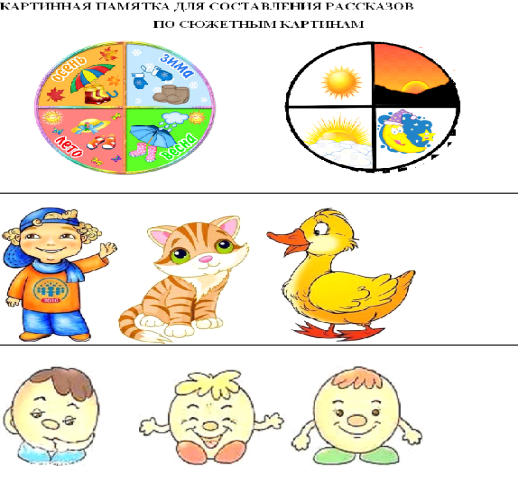 КАРТИННАЯ ПАМЯТКА ДЛЯ СОСТАВЛЕНИЯ РАССКАЗОВ
ПО СЮЖЕТНЫМ КАРТИНАМ
ОСЕНЬ
ЗИМА
ЛЕТО
ВЕСНА